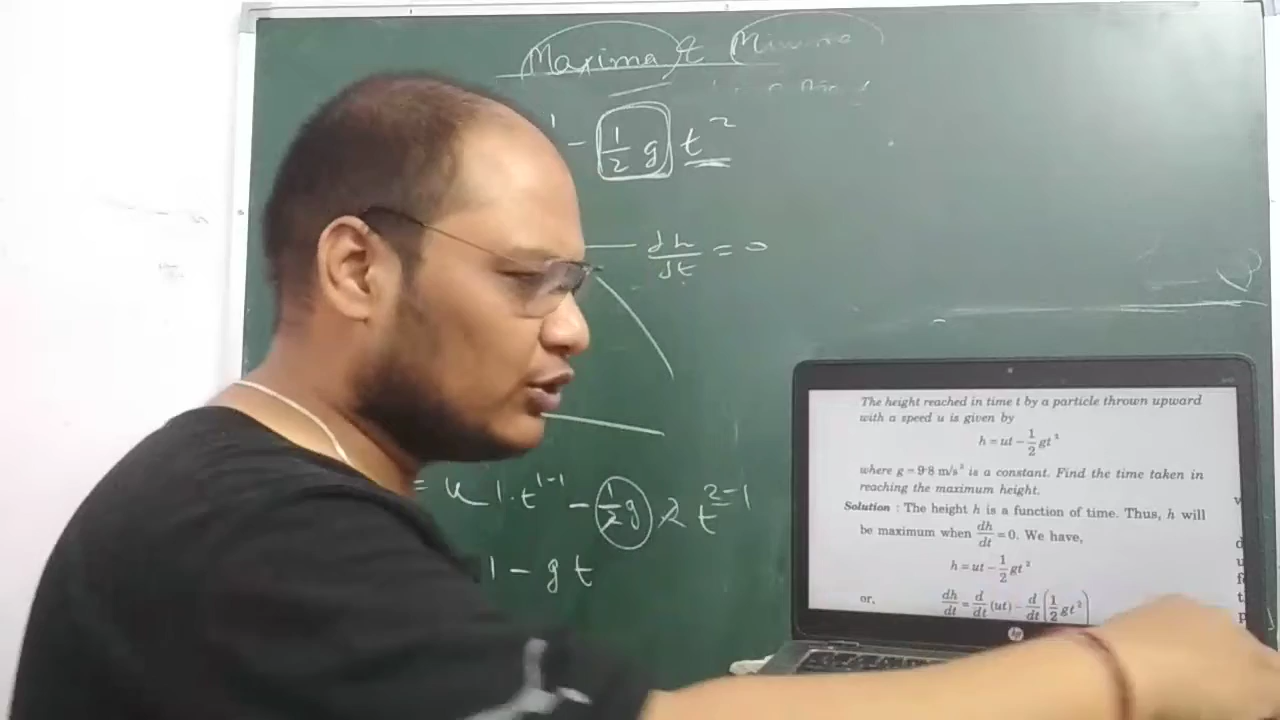 Maxima & Minima
1 - 1/2 g t²
dh/dt = 0
= u 1·t¹⁻¹ - 1/2 g × 2 t²⁻¹
1 - gt
The height reached in time t by a particle thrown upward
with a speed u is given by
h = ut - 1/2 gt²
where g = 9·8 m/s² is a constant. Find the time taken in
reaching the maximum height.
Solution : The height h is a function of time. Thus, h will
be maximum when dh/dt = 0. We have,
h = ut - 1/2 gt²
or, dh/dt = d/dt (ut) - d/dt (1/2 gt²)
hp